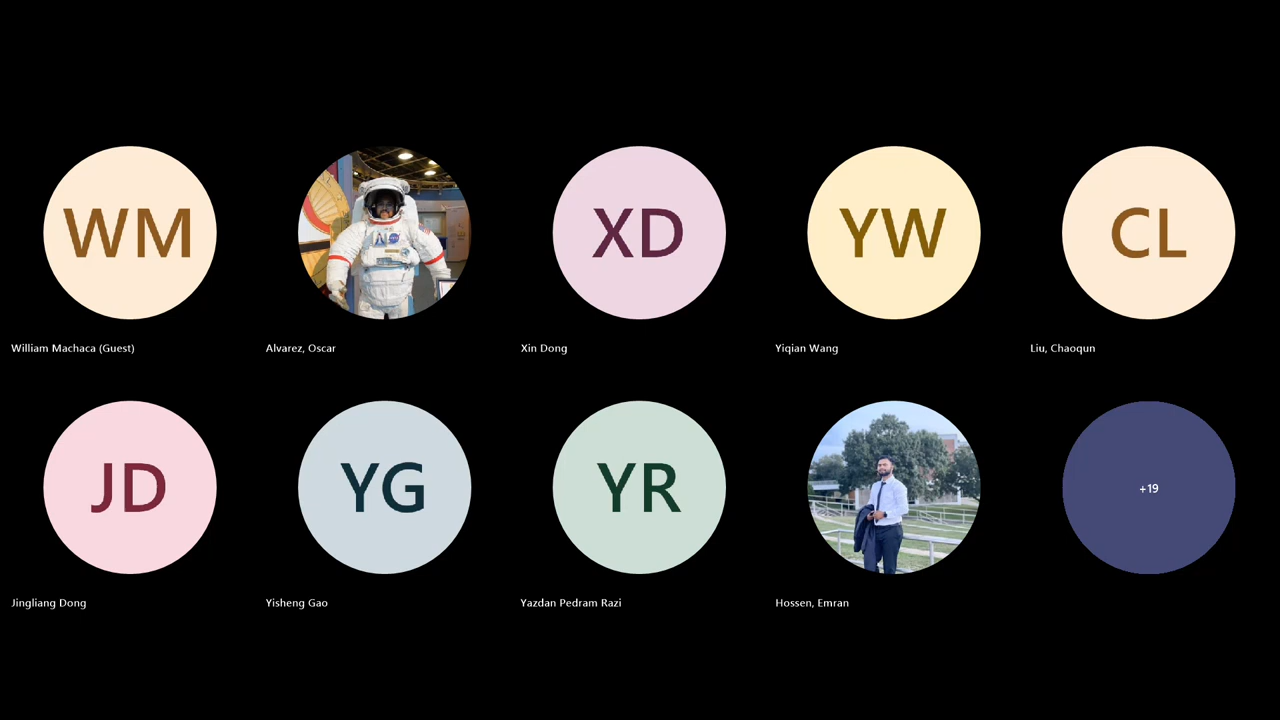 WM
XD
YW
CL
William Machaca (Guest)
Alvarez, Oscar
Xin Dong
Yiqian Wang
Liu, Chaoqun
JD
YG
YR
+19
Jingliang Dong
Yisheng Gao
Yazdan Pedram Razi
Hossen, Emran